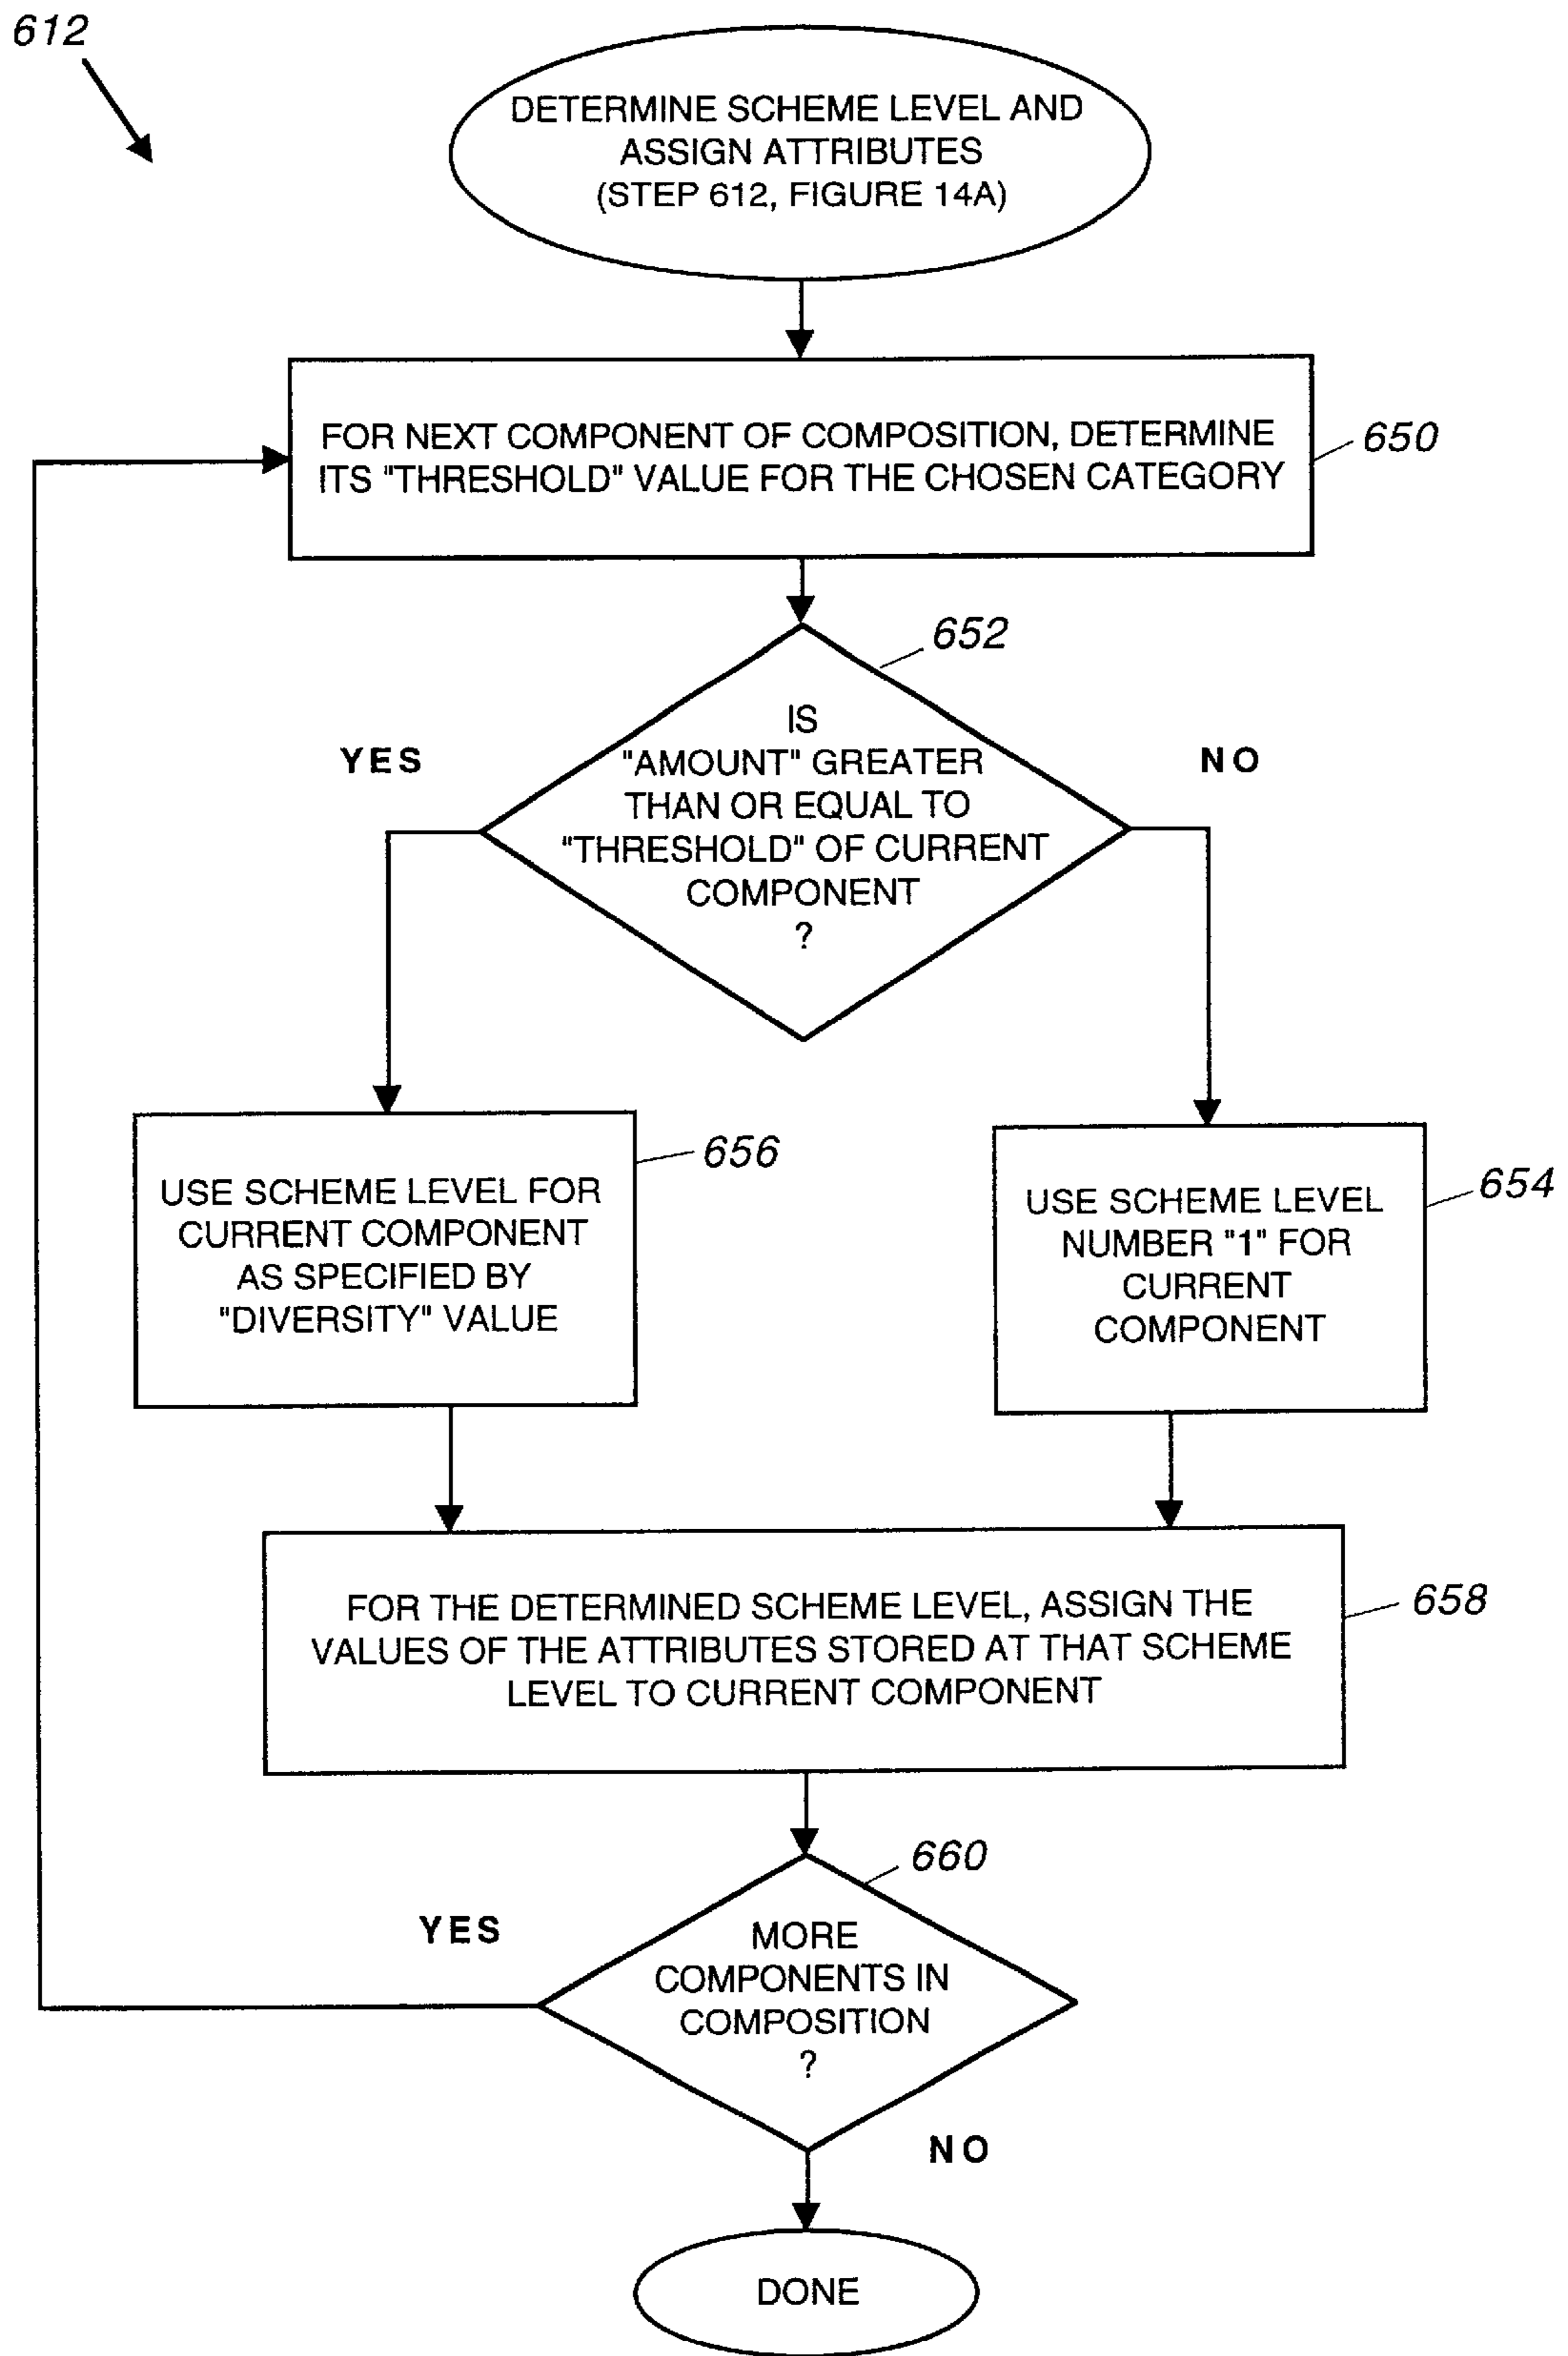 612
DETERMINE SCHEME LEVEL AND
ASSIGN ATTRIBUTES
(STEP 612, FIGURE 14A)
FOR NEXT COMPONENT OF COMPOSITION, DETERMINE
ITS "THRESHOLD" VALUE FOR THE CHOSEN CATEGORY
650
652
IS
"AMOUNT" GREATER
THAN OR EQUAL TO
"THRESHOLD" OF CURRENT
COMPONENT
?
YES
NO
USE SCHEME LEVEL FOR
CURRENT COMPONENT
AS SPECIFIED BY
"DIVERSITY" VALUE
656
USE SCHEME LEVEL
NUMBER "1" FOR
CURRENT
COMPONENT
654
FOR THE DETERMINED SCHEME LEVEL, ASSIGN THE
VALUES OF THE ATTRIBUTES STORED AT THAT SCHEME
LEVEL TO CURRENT COMPONENT
658
660
YES
MORE
COMPONENTS IN
COMPOSITION
?
NO
DONE